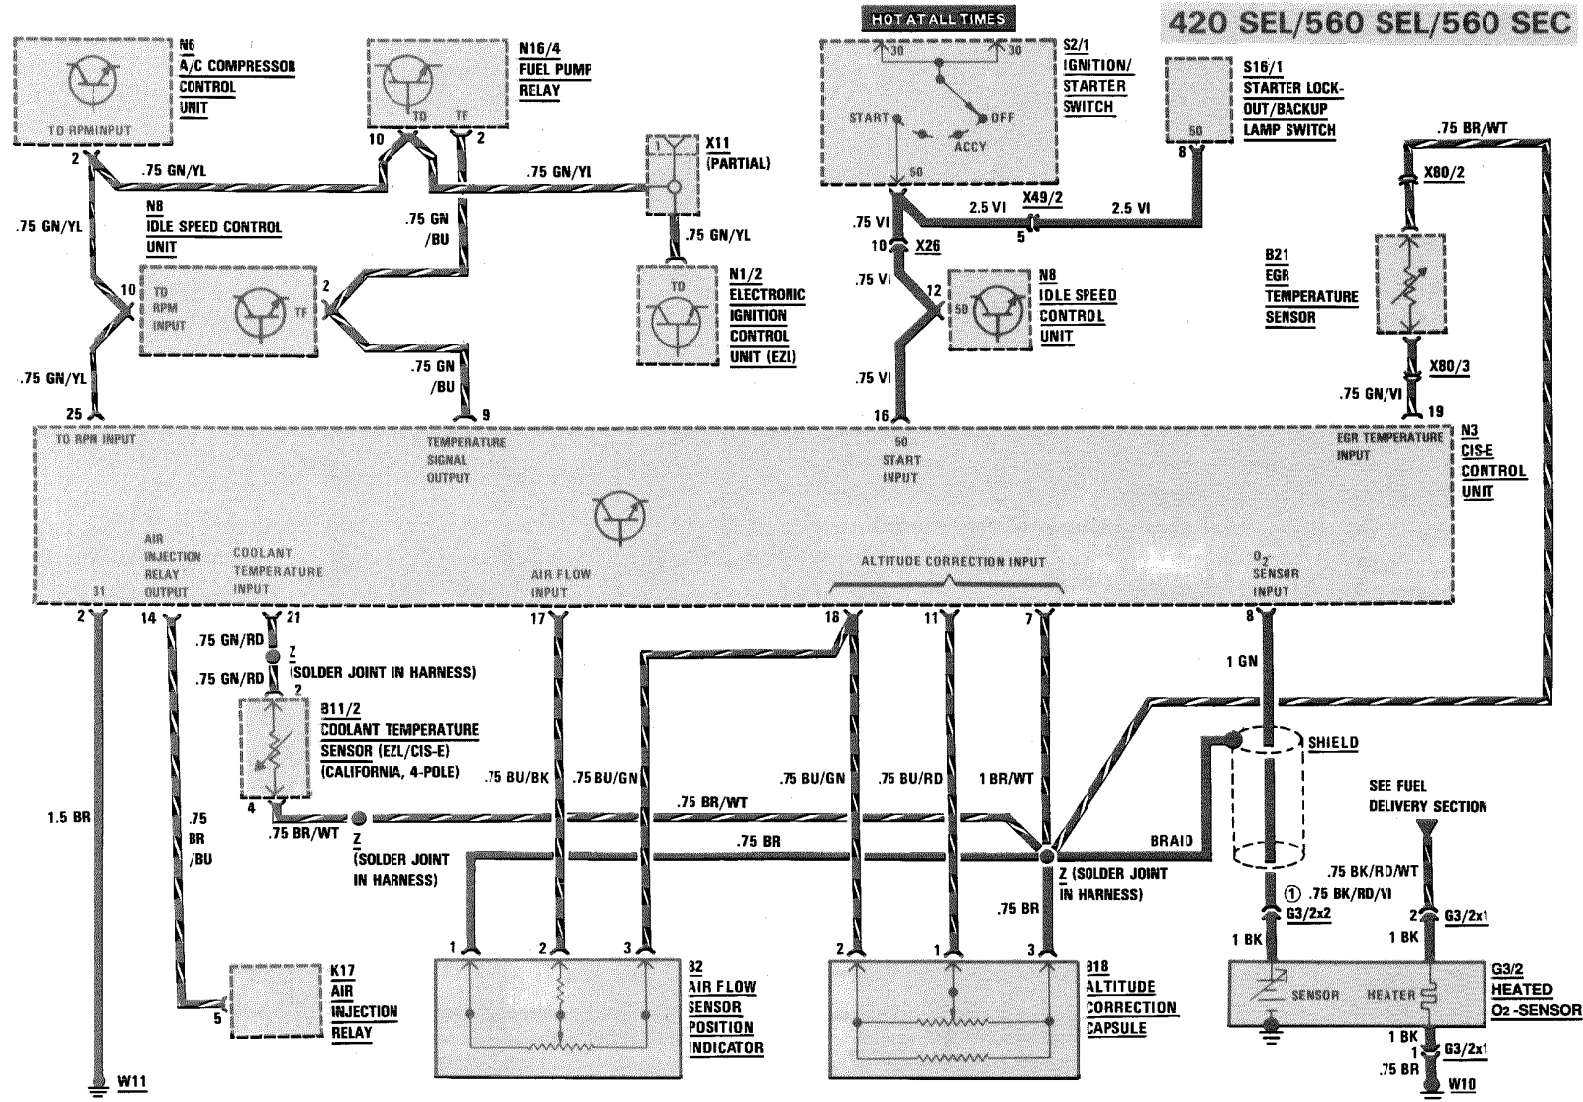 HOT AT ALL TIMES
420 SEL/560 SEL/560 SEC
N6
A/C COMPRESSOR
CONTROL
UNIT
TD RPM INPUT
2
N16/4
FUEL PUMP
RELAY
TD
TF
10
2
.75 GN/YL
.75 GN/YL
1
X11
(PARTIAL)
S2/1
IGNITION/
STARTER
SWITCH
30
30
START
OFF
ACCY
50
S16/1
STARTER LOCK-
OUT/BACKUP
LAMP SWITCH
50
8
.75 BR/WT
X80/2
.75 GN/YL
N8
IDLE SPEED CONTROL
UNIT
.75 GN
/BU
.75 GN/YL
.75 VI
2.5 VI
X49/2
5
2.5 VI
10
X26
.75 VI
10
TD
RPM
INPUT
TF
2
TD
N1/2
ELECTRONIC
IGNITION
CONTROL
UNIT (EZL)
12
50
N8
IDLE SPEED
CONTROL
UNIT
B21
EGR
TEMPERATURE
SENSOR
X80/3
.75 GN/VI
.75 GN/YL
.75 GN
/BU
.75 VI
25
9
16
19
TD RPM INPUT
TEMPERATURE
SIGNAL
OUTPUT
50
START
INPUT
EGR TEMPERATURE
INPUT
N3
CIS-E
CONTROL
UNIT
31
AIR
INJECTION
RELAY
OUTPUT
COOLANT
TEMPERATURE
INPUT
AIR FLOW
INPUT
ALTITUDE CORRECTION INPUT
O2
SENSOR
INPUT
2
14
21
17
18
11
7
8
.75 GN/RD
Z
(SOLDER JOINT IN HARNESS)
.75 GN/RD
2
B11/2
COOLANT TEMPERATURE
SENSOR (EZL/CIS-E)
(CALIFORNIA, 4-POLE)
4
1 GN
SHIELD
1.5 BR
.75
BR
/BU
.75 BU/BK
.75 BU/GN
.75 BU/GN
.75 BU/RD
1 BR/WT
.75 BR/WT
.75 BR/WT
Z
(SOLDER JOINT
IN HARNESS)
.75 BR
BRAID
Z (SOLDER JOINT
IN HARNESS)
.75 BR
SEE FUEL
DELIVERY SECTION
.75 BK/RD/WT
① .75 BK/RD/VI
G3/2x2
2
G3/2x1
1 BK
1 BK
1
2
3
2
1
3
B2
AIR FLOW
SENSOR
POSITION
INDICATOR
B18
ALTITUDE
CORRECTION
CAPSULE
SENSOR
HEATER
G3/2
HEATED
O2-SENSOR
K17
AIR
INJECTION
RELAY
5
1 BK
1
G3/2x1
.75 BR
W11
W10